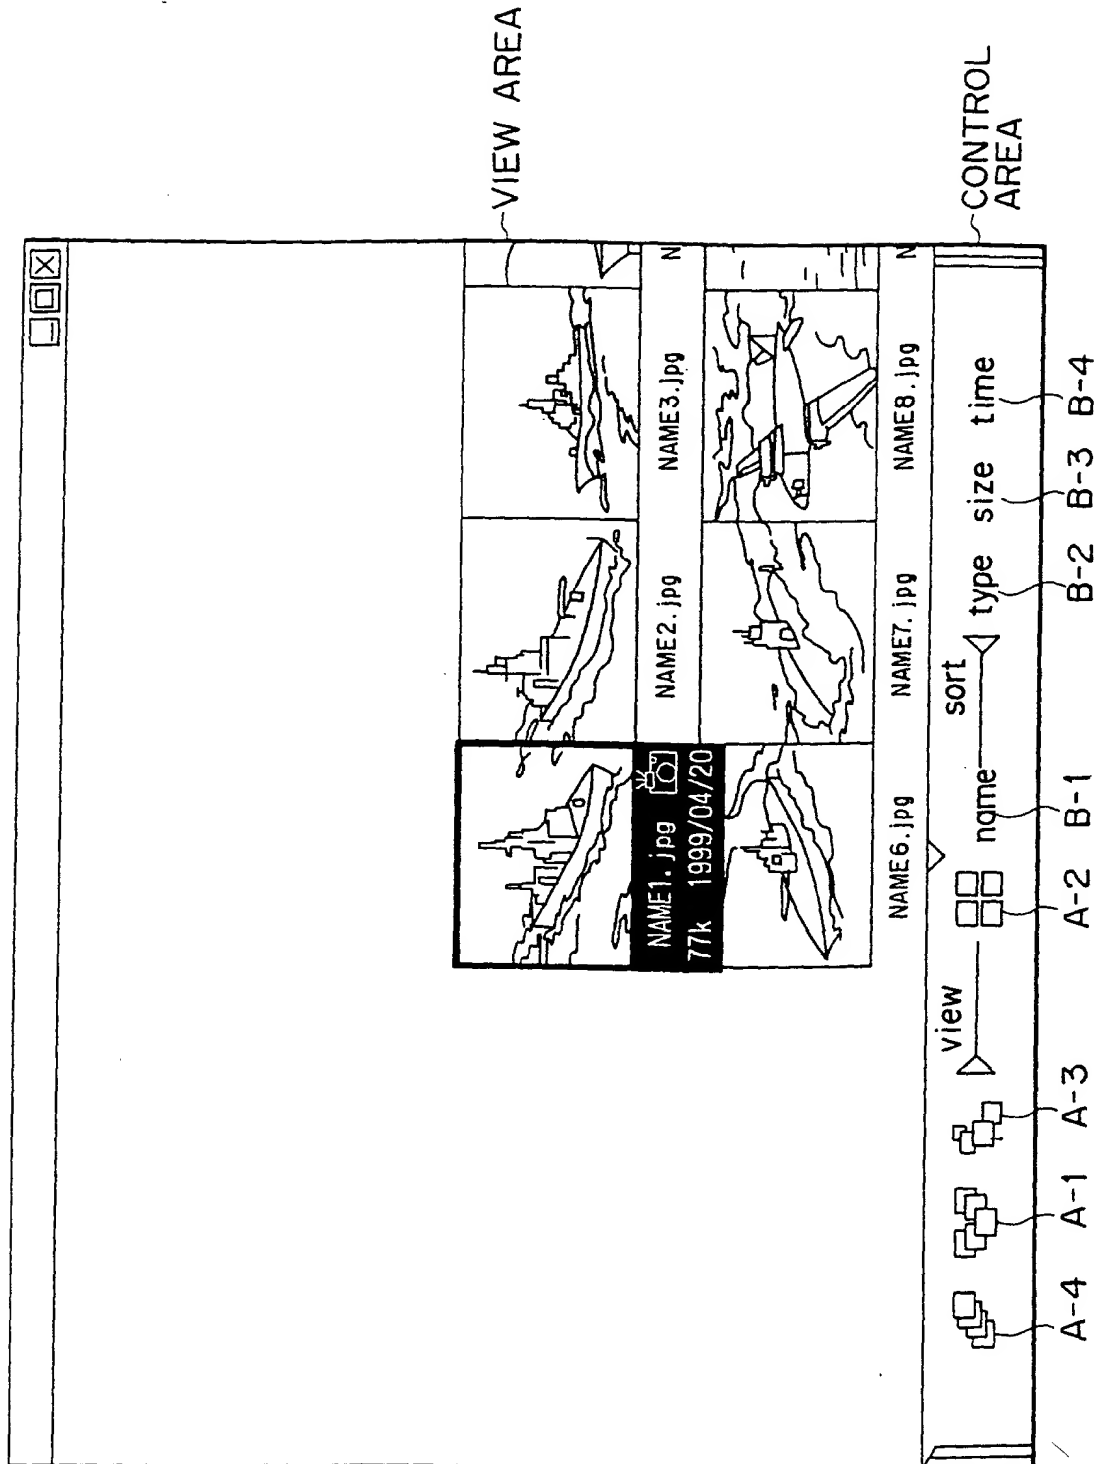 VIEW AREA
NAME1.jpg
77k 1999/04/20
NAME2.jpg
NAME3.jpg
N
NAME6.jpg
NAME7.jpg
NAME8.jpg
N
view
sort
name
type
size
time
CONTROL
AREA
A-4
A-1
A-3
A-2
B-1
B-2
B-3
B-4